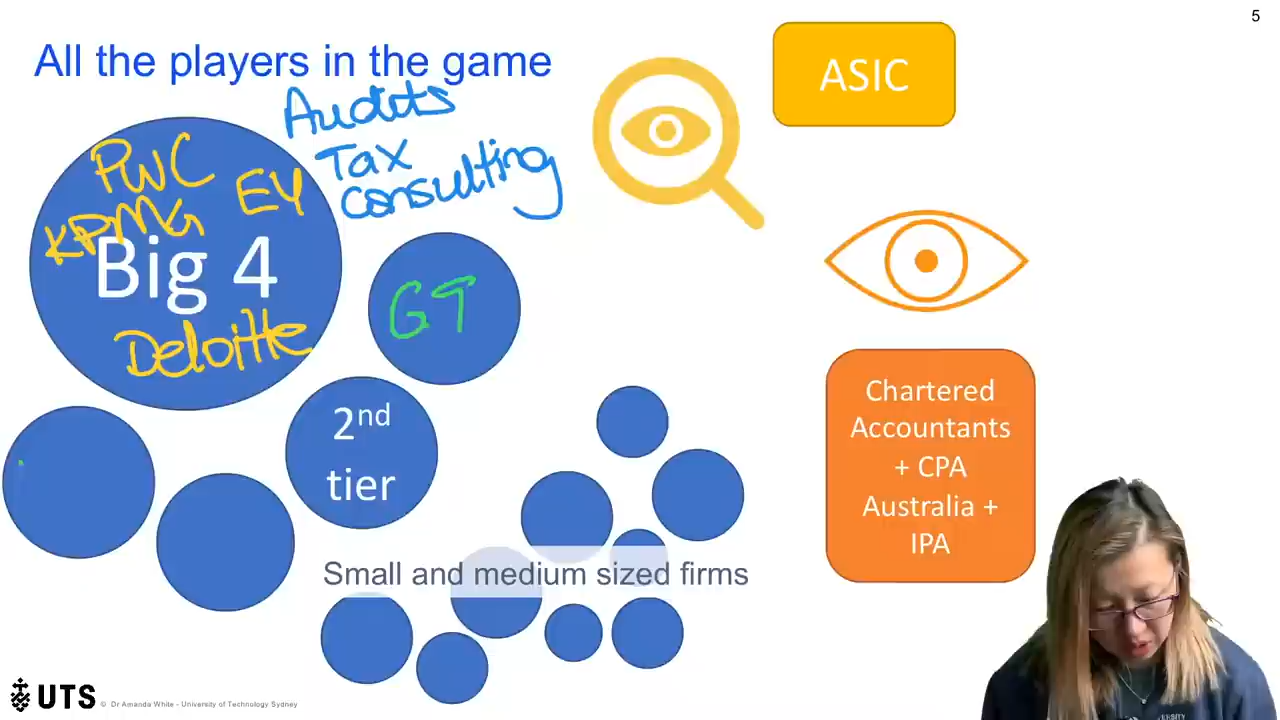 5
All the players in the game
ASIC
Audits
Tax
consulting
PWC
EY
KPMG
Big 4
Deloitte
GT
2nd
tier
Chartered
Accountants
+ CPA
Australia +
IPA
Small and medium sized firms
UTS
© Dr Amanda White - University of Technology Sydney